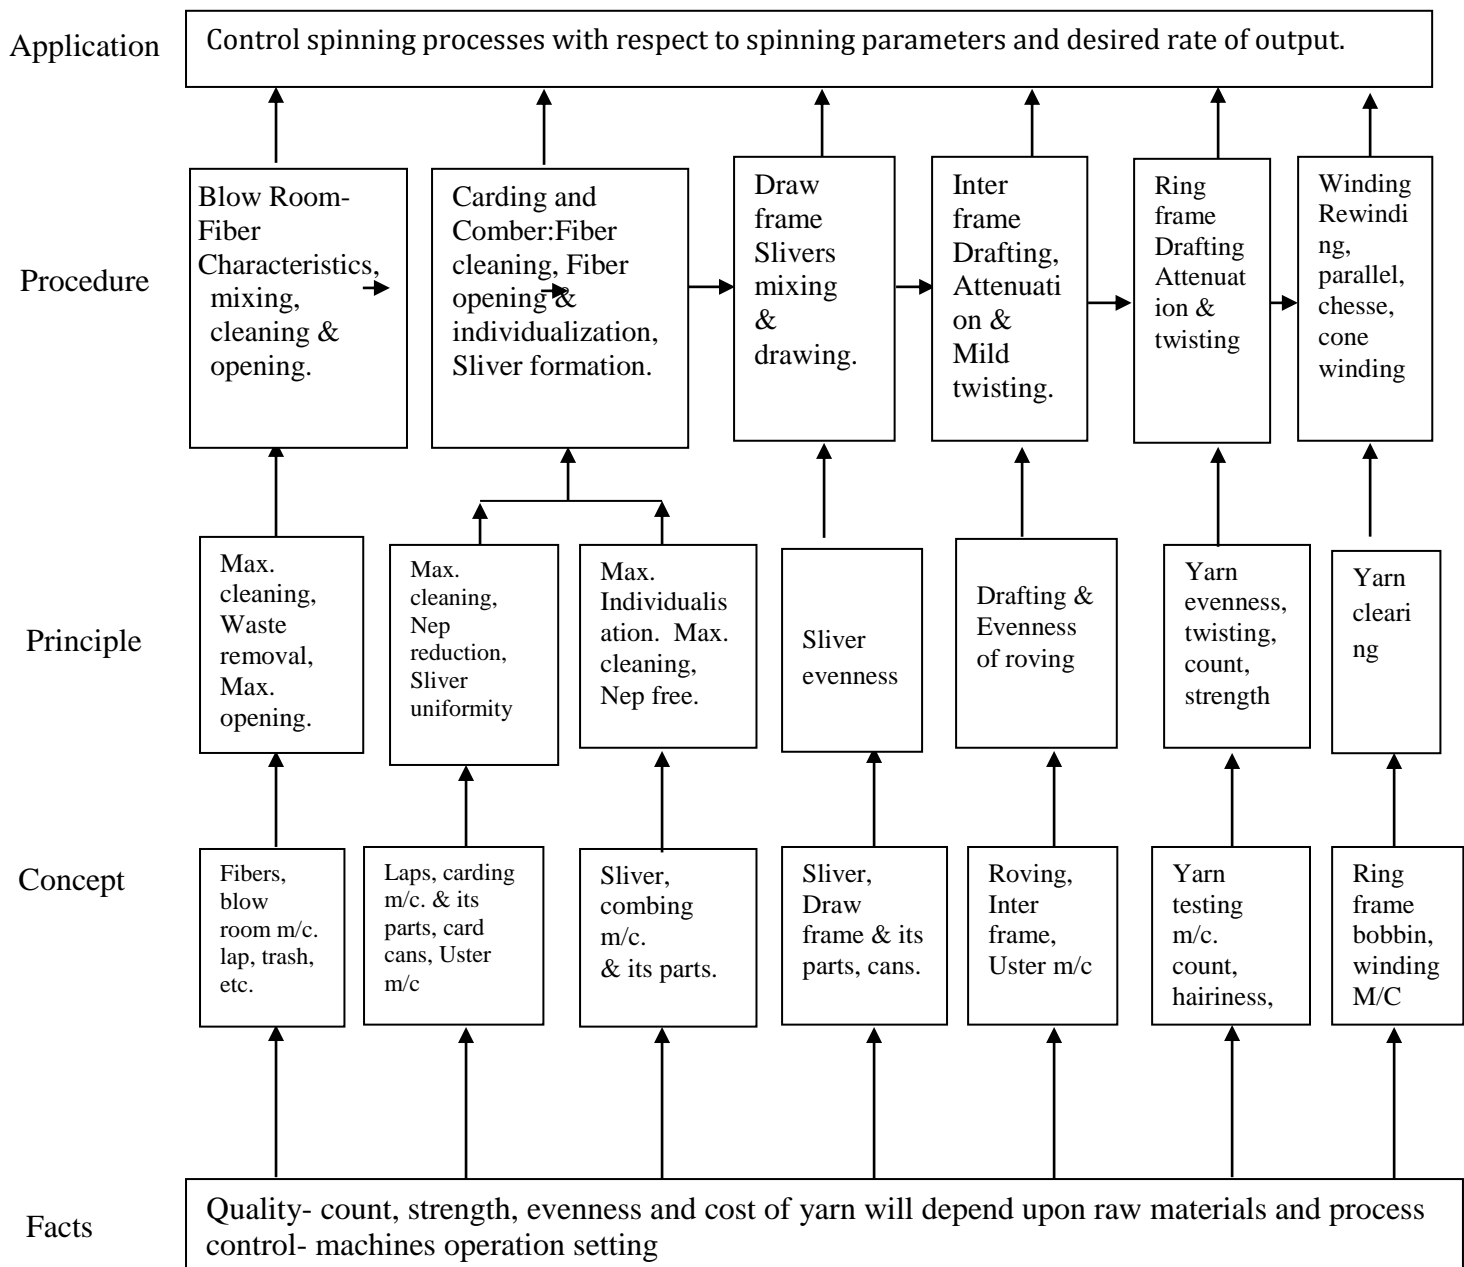 Application
Control spinning processes with respect to spinning parameters and desired rate of output.
Procedure
Blow Room-
Fiber
Characteristics,
mixing,
cleaning &
opening.
Carding and
Comber:Fiber
cleaning, Fiber
opening &
individualization,
Sliver formation.
Draw
frame
Slivers
mixing
&
drawing.
Inter
frame
Drafting,
Attenuati
on &
Mild
twisting.
Ring
frame
Drafting
Attenuat
ion &
twisting
Winding
Rewindi
ng,
parallel,
chesse,
cone
winding
Principle
Max.
cleaning,
Waste
removal,
Max.
opening.
Max.
cleaning,
Nep
reduction,
Sliver
uniformity
Max.
Individualis
ation. Max.
cleaning,
Nep free.
Sliver
evenness
Drafting &
Evenness
of roving
Yarn
evenness,
twisting,
count,
strength
Yarn
cleari
ng
Concept
Fibers,
blow
room m/c.
lap, trash,
etc.
Laps, carding
m/c. & its
parts, card
cans, Uster
m/c
Sliver,
combing
m/c.
& its parts.
Sliver,
Draw
frame & its
parts, cans.
Roving,
Inter
frame,
Uster m/c
Yarn
testing
m/c.
count,
hairiness,
Ring
frame
bobbin,
winding
M/C
Facts
Quality- count, strength, evenness and cost of yarn will depend upon raw materials and process
control- machines operation setting